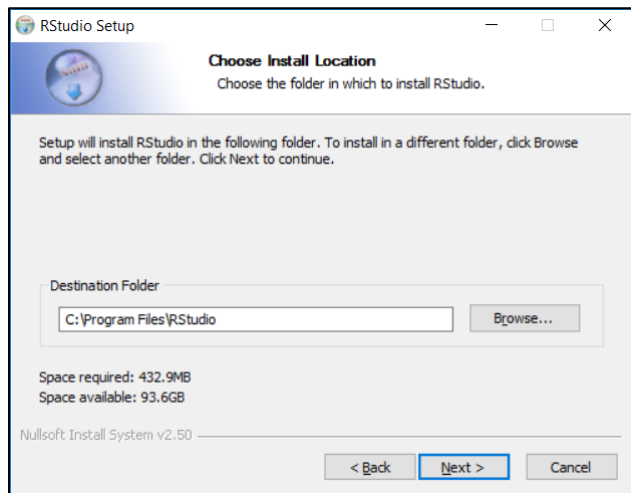 RStudio Setup
Choose Install Location
Choose the folder in which to install RStudio.
Setup will install RStudio in the following folder. To install in a different folder, click Browse
and select another folder. Click Next to continue.
Destination Folder
C:\Program Files\RStudio
Browse...
Space required: 432.9MB
Space available: 93.6GB
Nullsoft Install System v2.50
< Back
Next >
Cancel